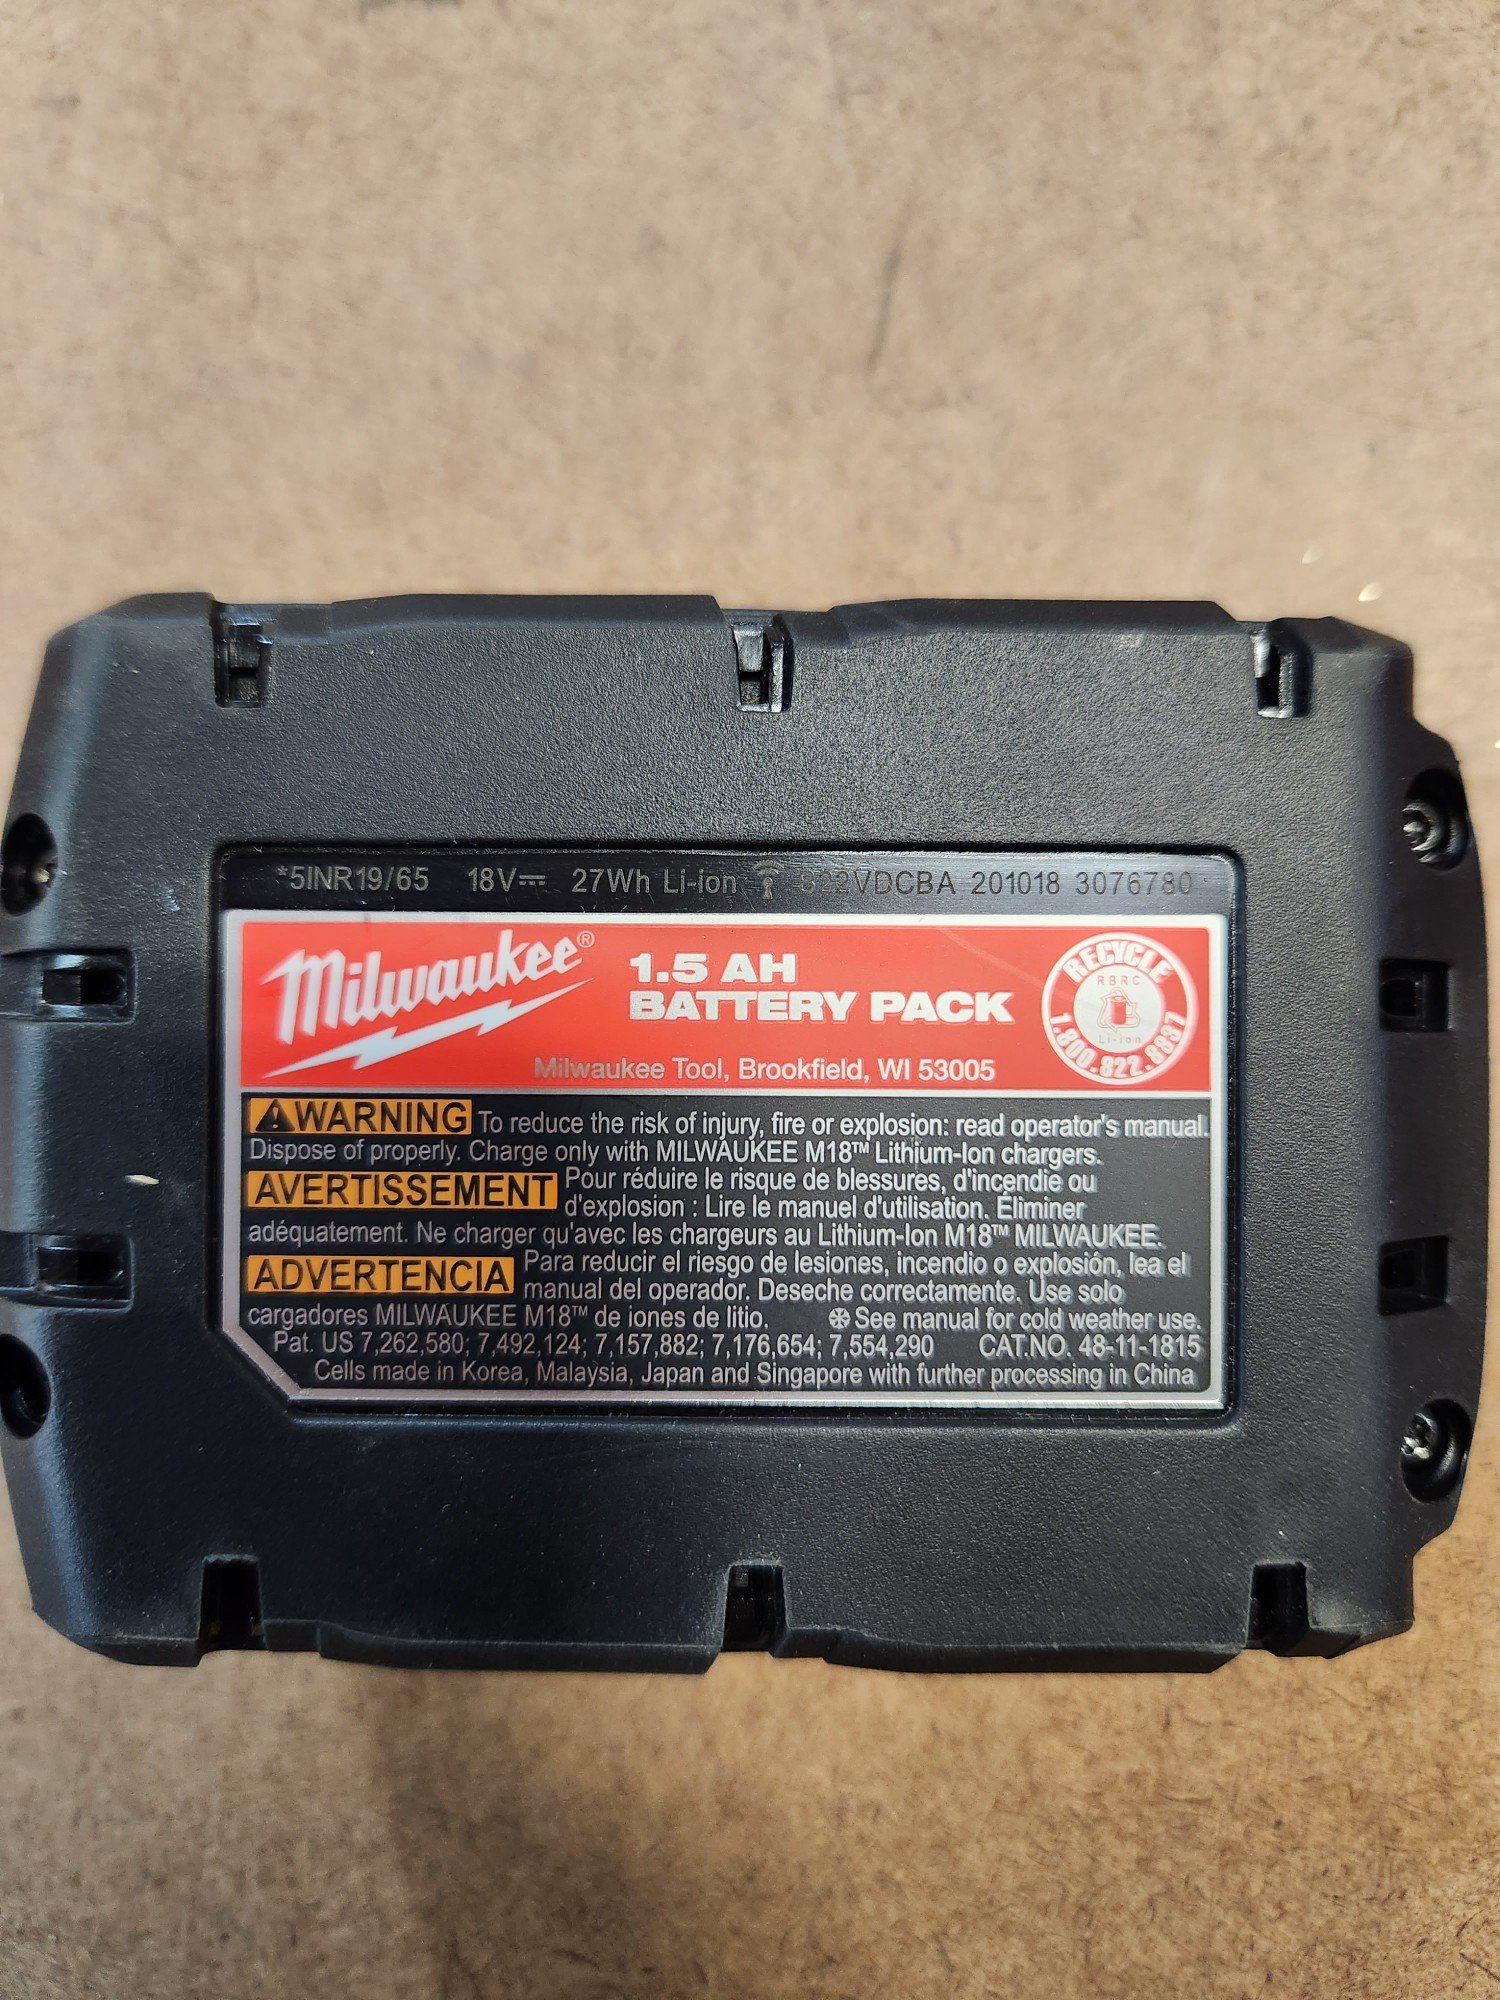 *5INR19/65 18V⎓ 27Wh Li-ion 822VDCBA 201018 3076780
Milwaukee®
1.5 AH
BATTERY PACK
Milwaukee Tool, Brookfield, WI 53005
RECYCLE
RBRC
Li-ion
1.800.822.8837
⚠WARNING To reduce the risk of injury, fire or explosion: read operator's manual.
Dispose of properly. Charge only with MILWAUKEE M18™ Lithium-Ion chargers.
AVERTISSEMENT Pour réduire le risque de blessures, d'incendie ou
d'explosion : Lire le manuel d'utilisation. Éliminer
adéquatement. Ne charger qu'avec les chargeurs au Lithium-Ion M18™ MILWAUKEE.
ADVERTENCIA Para reducir el riesgo de lesiones, incendio o explosión, lea el
manual del operador. Deseche correctamente. Use solo
cargadores MILWAUKEE M18™ de iones de litio. ❄See manual for cold weather use.
Pat. US 7,262,580; 7,492,124; 7,157,882; 7,176,654; 7,554,290 CAT.NO. 48-11-1815
Cells made in Korea, Malaysia, Japan and Singapore with further processing in China